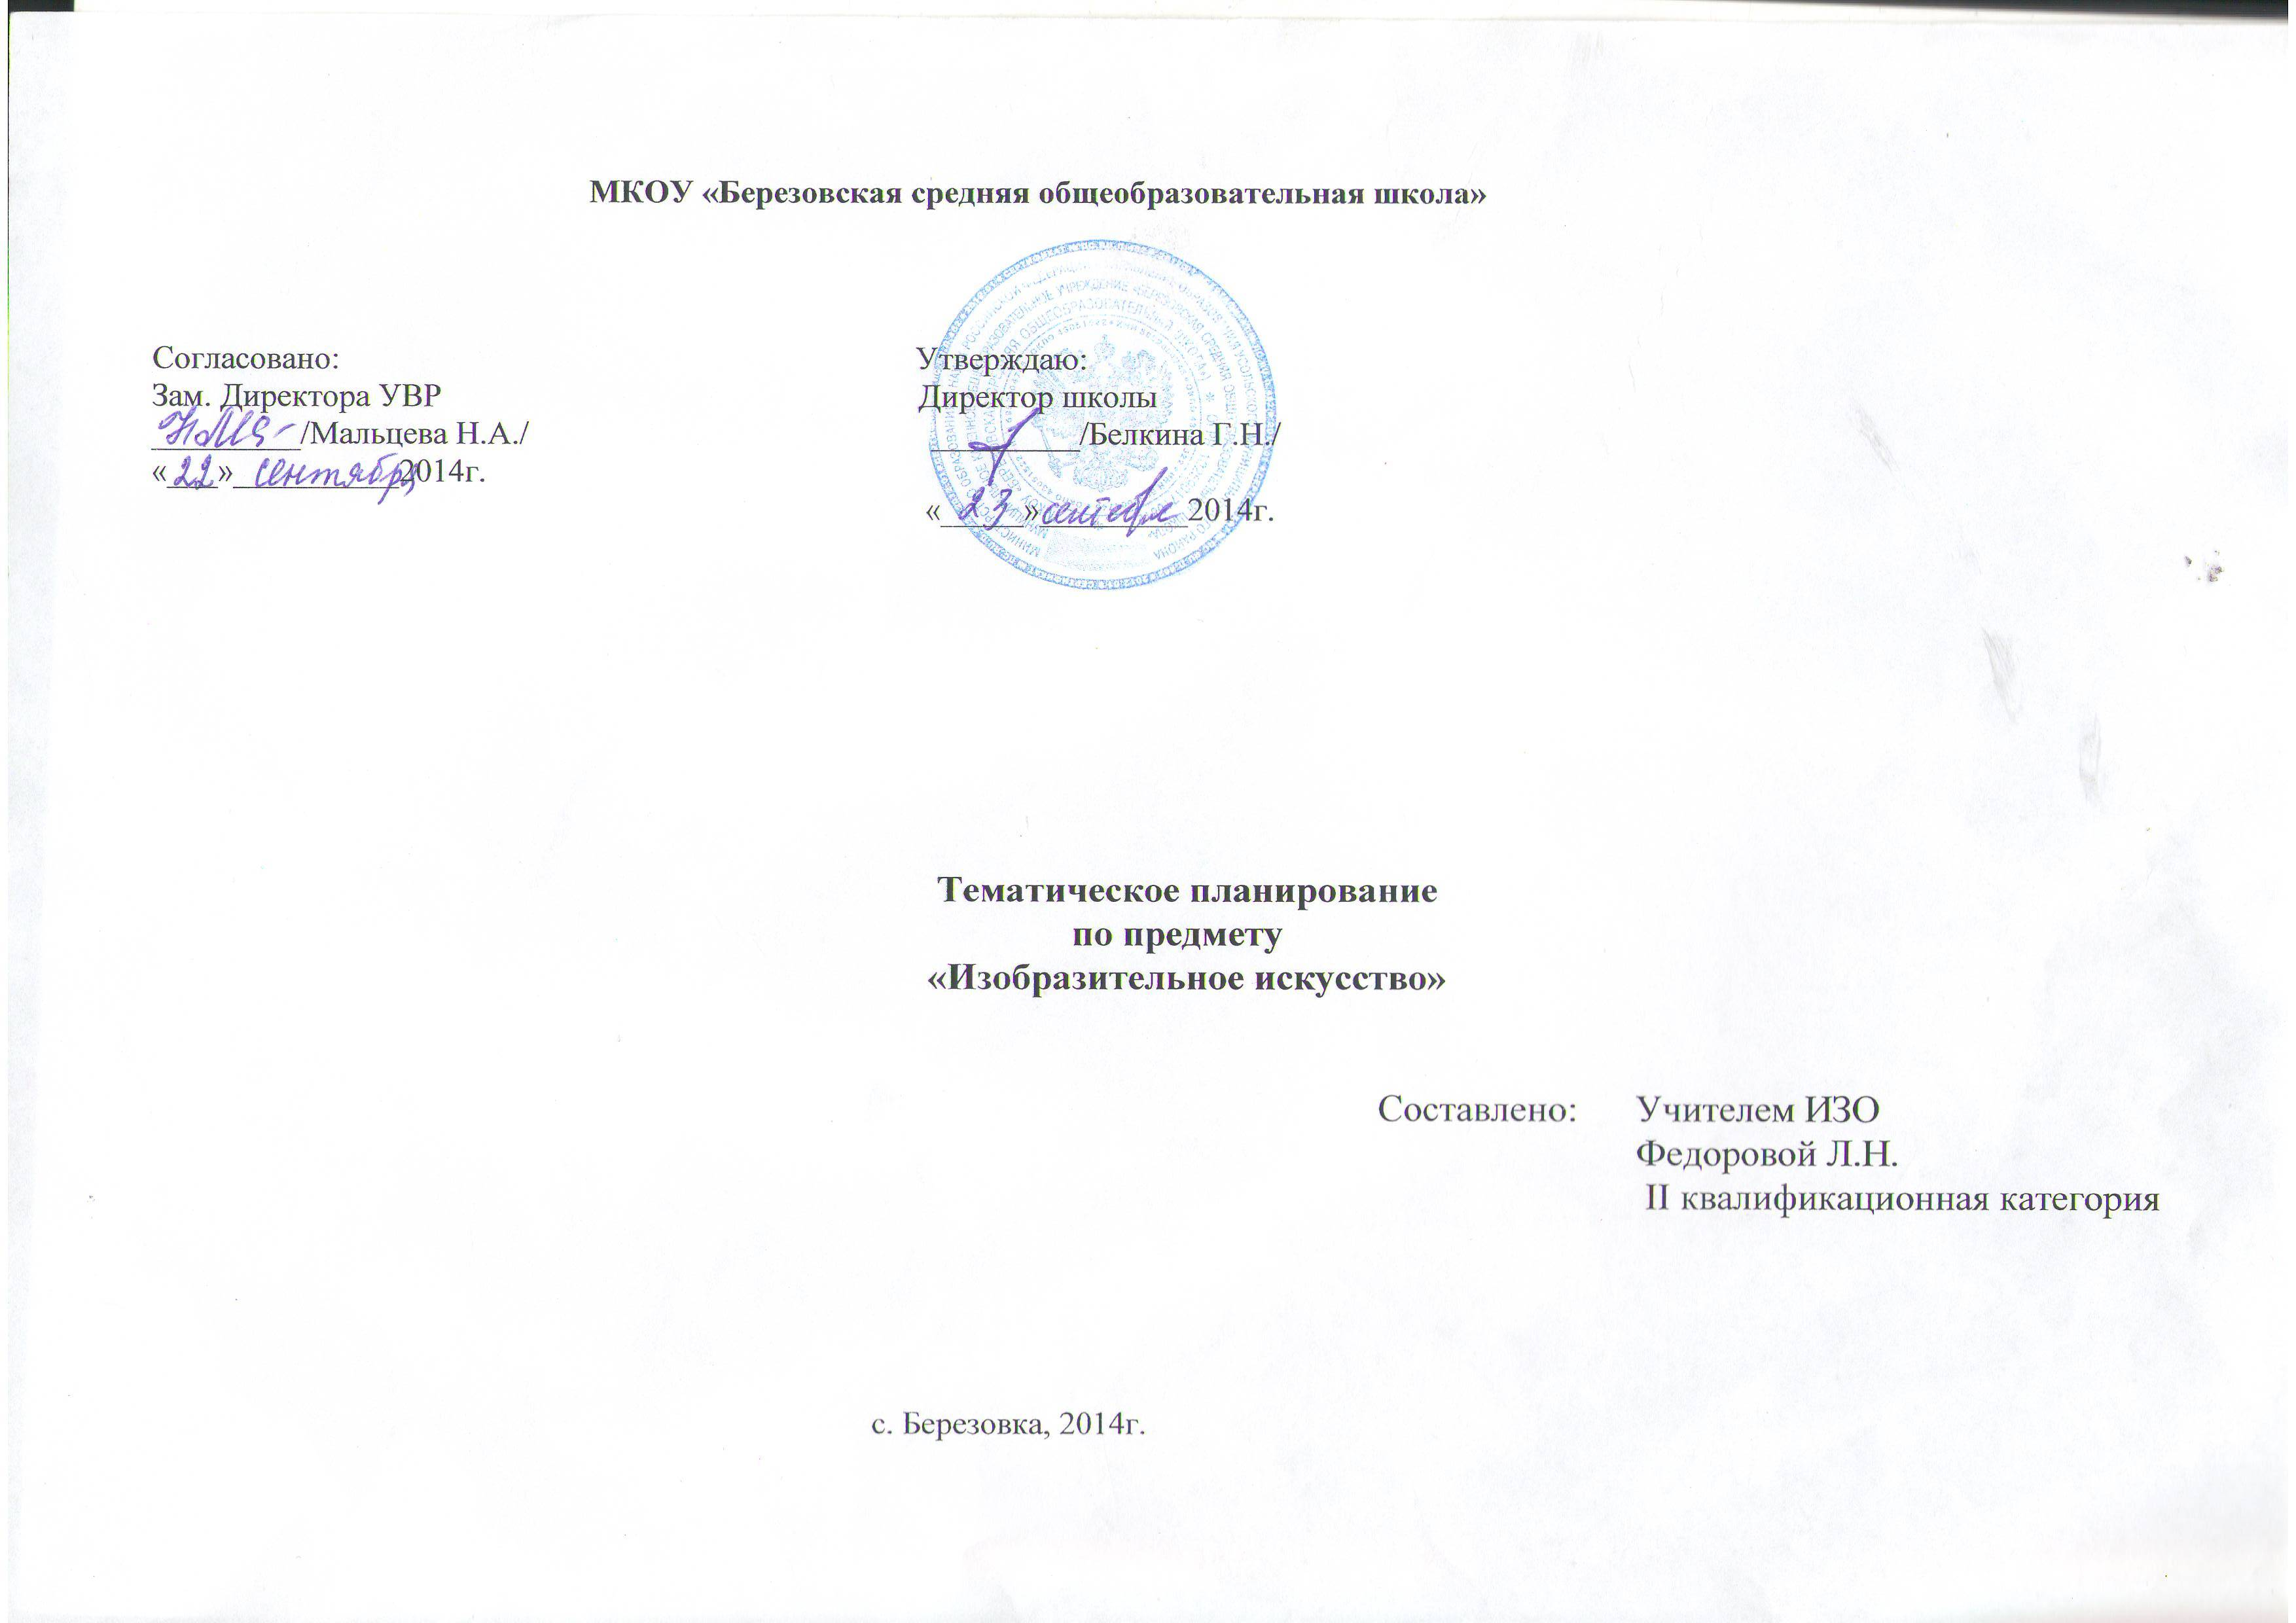 МКОУ «Березовская средняя общеобразовательная школа»
Согласовано:
Зам. Директора УВР
/Мальцева Н.А./
«22» сентября 2014г.
Утверждаю:
Директор школы
/Белкина Г.Н./
«23» сентября 2014г.
Тематическое планирование
по предмету
«Изобразительное искусство»
Составлено: Учителем ИЗО
Федоровой Л.Н.
II квалификационная категория
с. Березовка, 2014г.